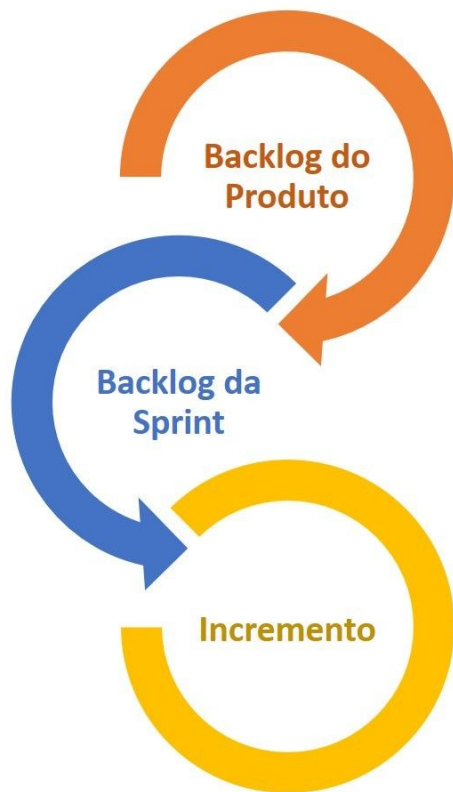 Backlog do
Produto
Backlog da
Sprint
Incremento